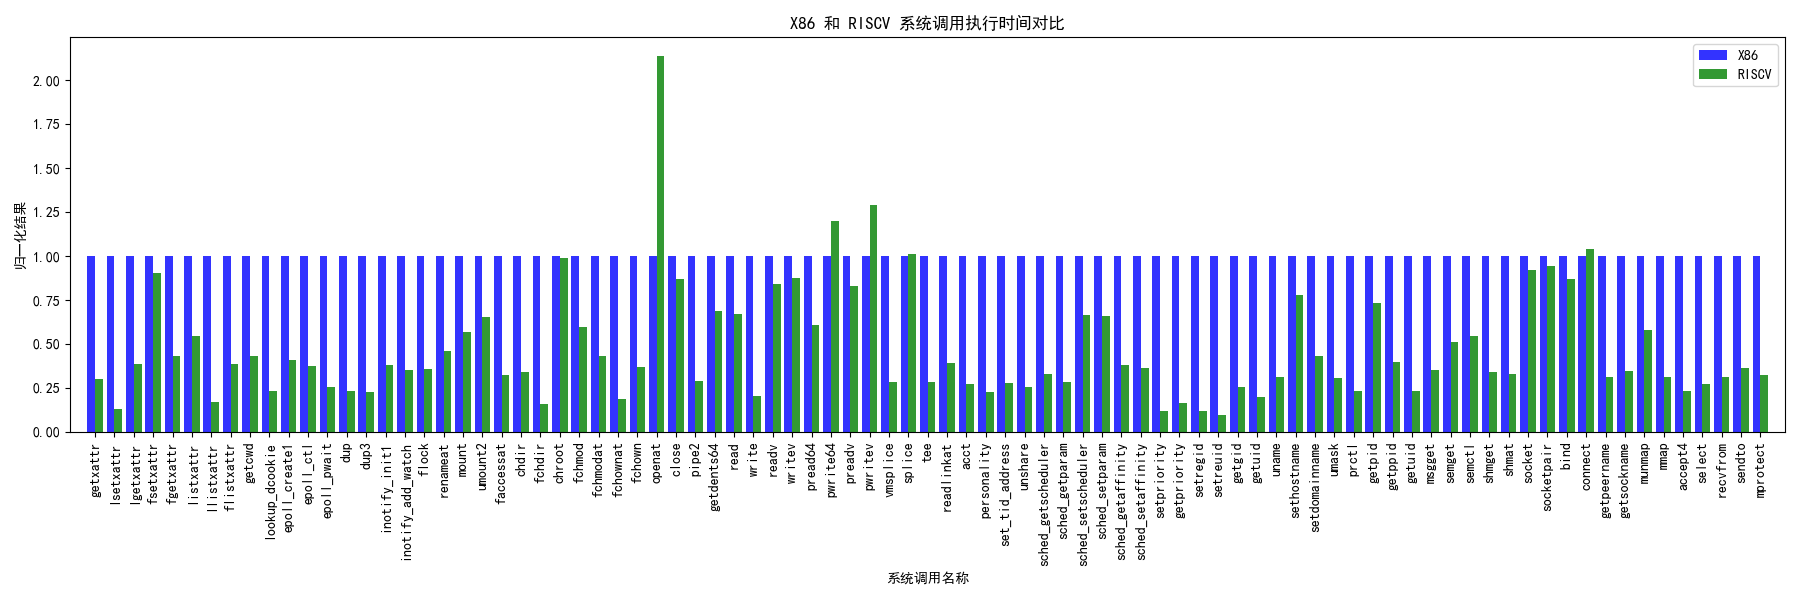 X86 和 RISCV 系统调用执行时间对比
X86
RISCV
归一化结果
2.00
1.75
1.50
1.25
1.00
0.75
0.50
0.25
0.00
getxattr
lsetxattr
lgetxattr
fsetxattr
fgetxattr
listxattr
llistxattr
flistxattr
getcwd
lookup_dcookie
epoll_create1
epoll_ctl
epoll_pwait
dup
dup3
inotify_init1
inotify_add_watch
flock
renameat
mount
umount2
faccessat
chdir
fchdir
chroot
fchmod
fchmodat
fchownat
fchown
openat
close
pipe2
getdents64
read
write
readv
writev
pread64
pwrite64
preadv
pwritev
vmsplice
splice
tee
readlinkat
acct
personality
set_tid_address
unshare
sched_getscheduler
sched_getparam
sched_setscheduler
sched_setparam
sched_getaffinity
sched_setaffinity
setpriority
getpriority
setregid
setreuid
getgid
getuid
uname
sethostname
setdomainname
umask
prctl
getpid
getppid
getuid
msgget
semget
semctl
shmget
shmat
socket
socketpair
bind
connect
getpeername
getsockname
munmap
mmap
accept4
select
recvfrom
sendto
mprotect
系统调用名称